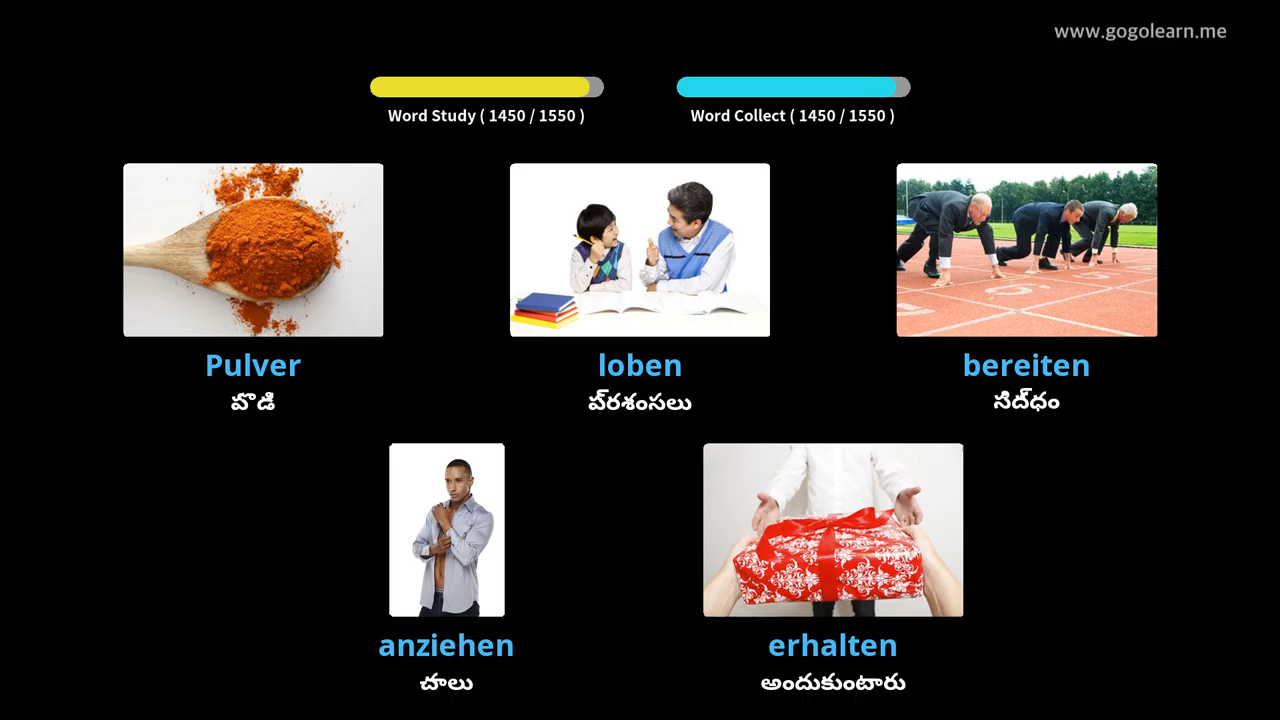 www.gogolearn.me
Word Study ( 1450 / 1550 )
Word Collect ( 1450 / 1550 )
Pulver
loben
bereiten
పొడి
ప్రశంసలు
సిద్ధం
anziehen
erhalten
చాలు
అందుకుంటారు